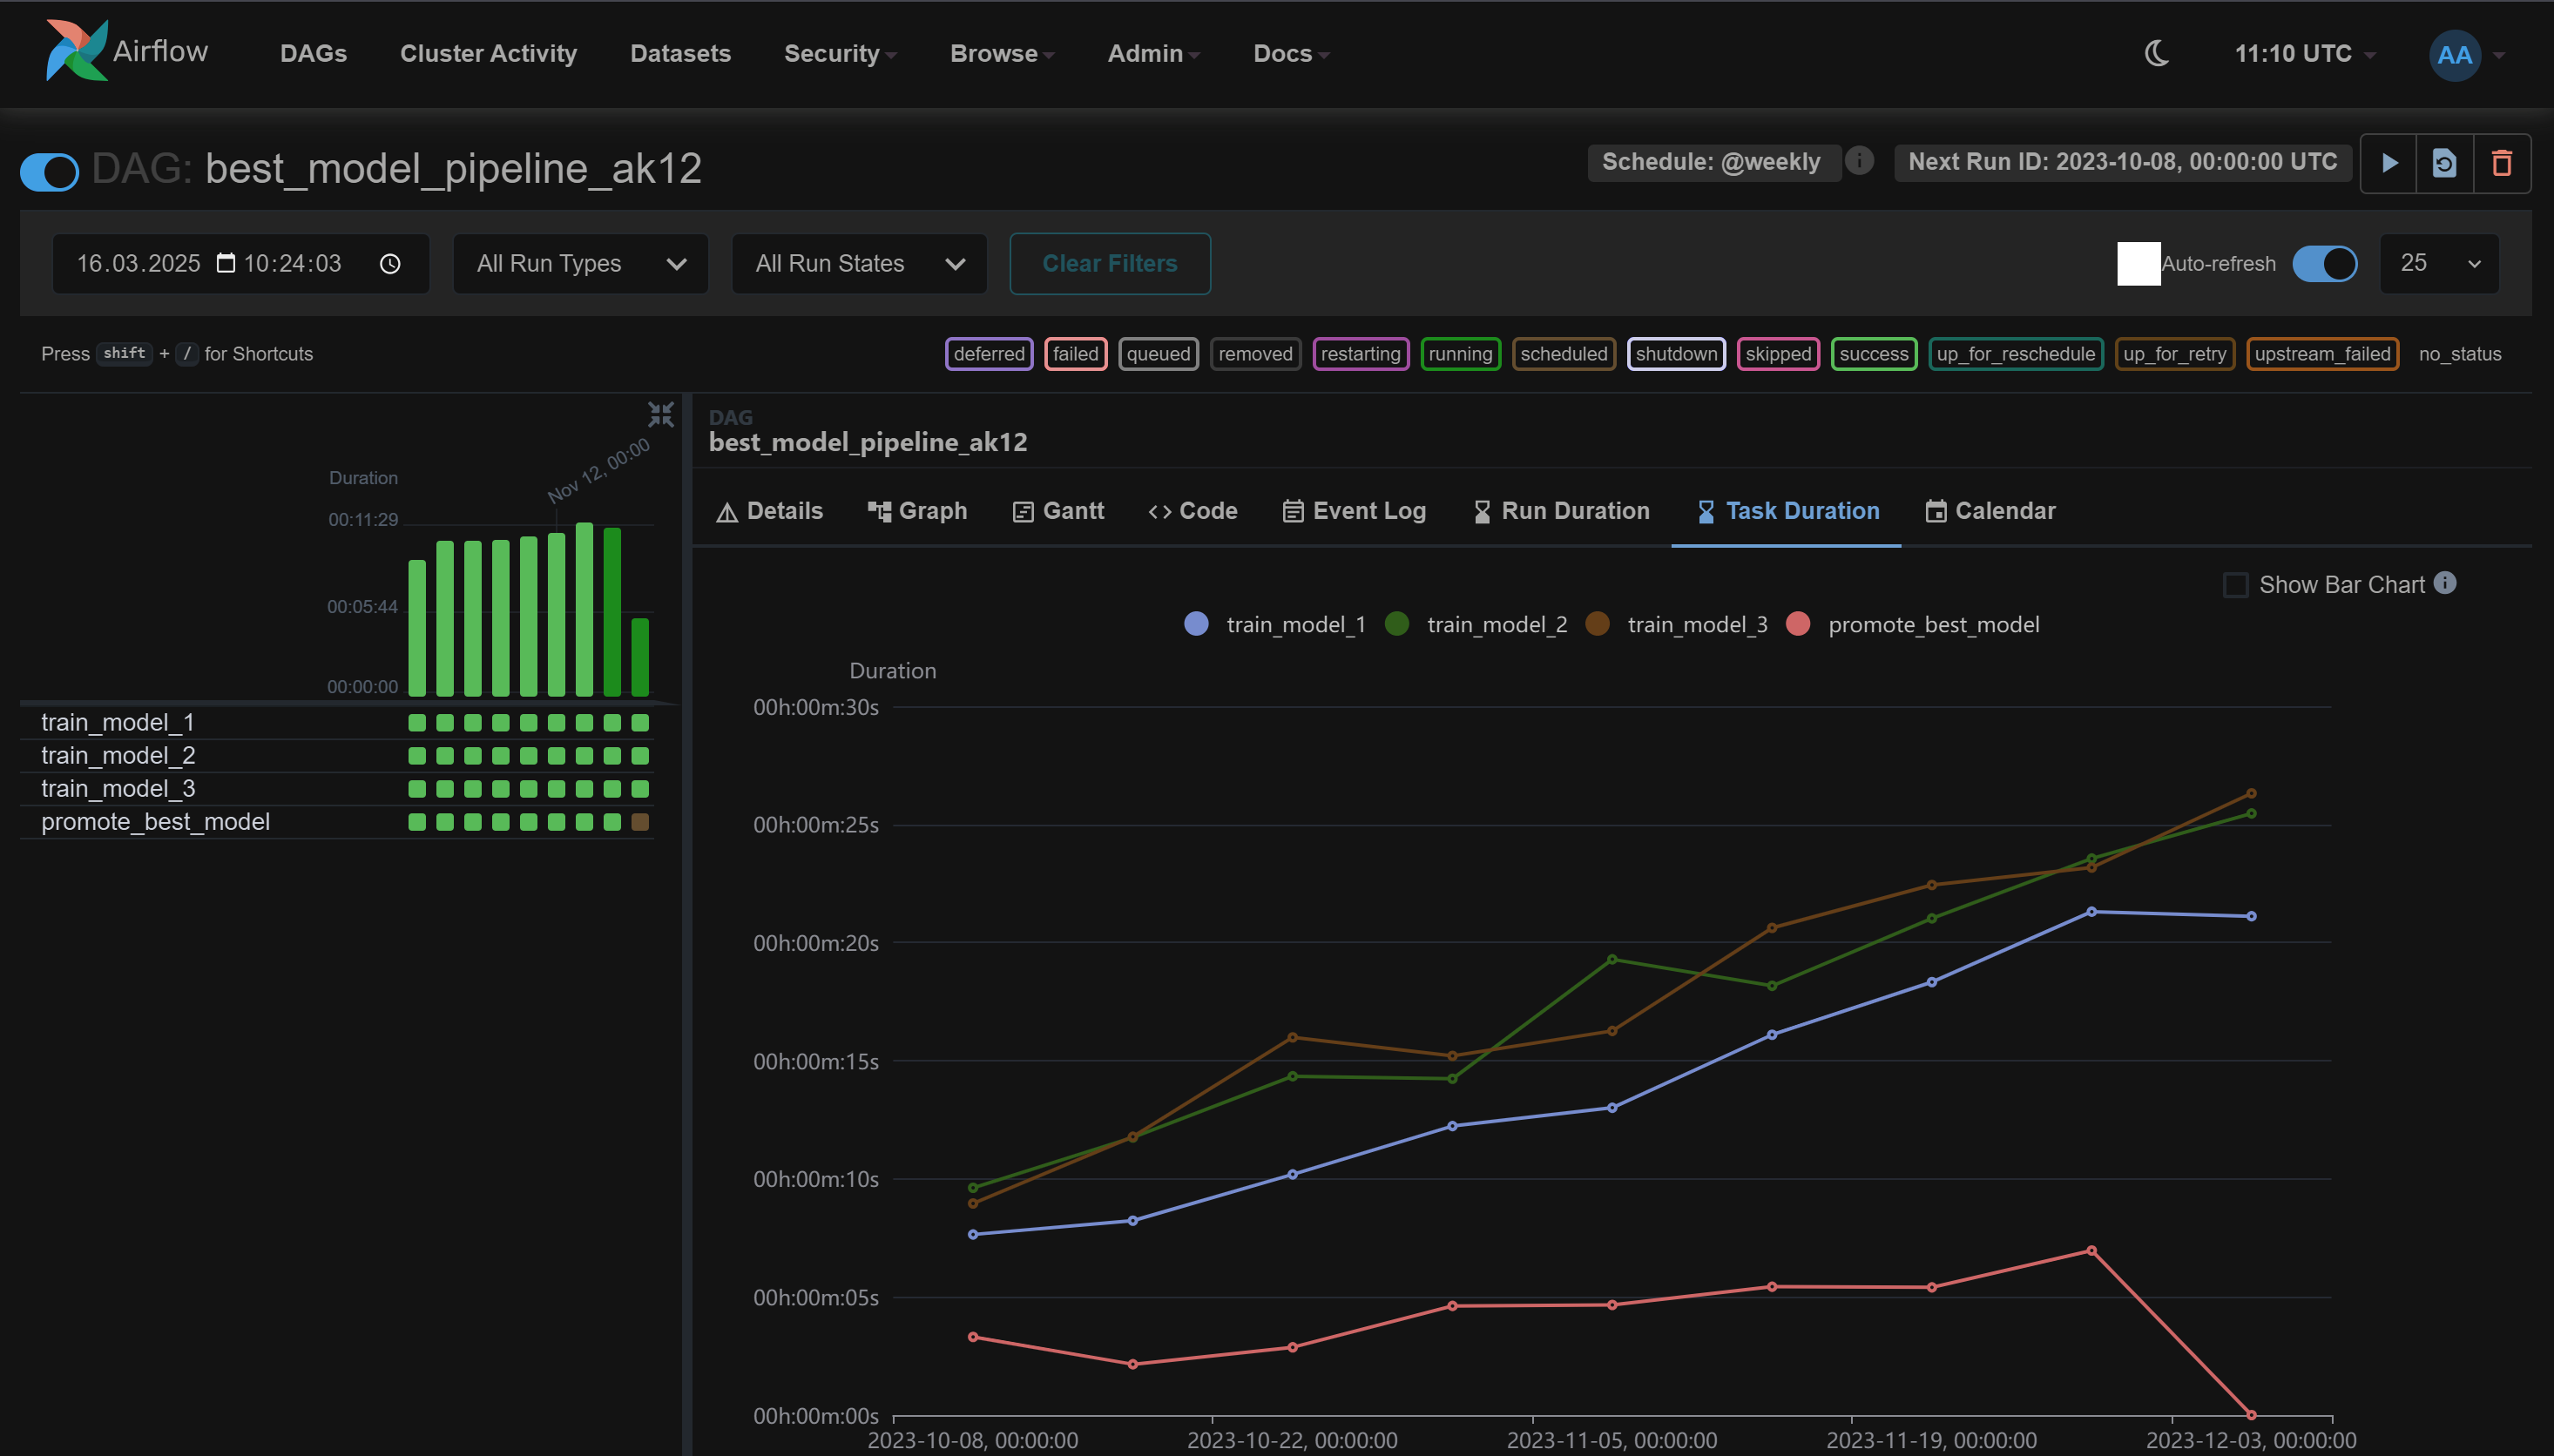 Airflow DAGs Cluster Activity Datasets Security Browse Admin Docs 11:10 UTC AA
DAG: best_model_pipeline_ak12 Schedule: @weekly Next Run ID: 2023-10-08, 00:00:00 UTC
16.03.2025 10:24:03 All Run Types All Run States Clear Filters Auto-refresh 25
Press shift + / for Shortcuts deferred failed queued removed restarting running scheduled shutdown skipped success up_for_reschedule up_for_retry upstream_failed no_status
Nov 12, 00:00
Duration
00:11:29
00:05:44
00:00:00
train_model_1
train_model_2
train_model_3
promote_best_model
DAG
best_model_pipeline_ak12
Details Graph Gantt Code Event Log Run Duration Task Duration Calendar
Show Bar Chart
train_model_1 train_model_2 train_model_3 promote_best_model
Duration
00h:00m:30s
00h:00m:25s
00h:00m:20s
00h:00m:15s
00h:00m:10s
00h:00m:05s
00h:00m:00s
2023-10-08, 00:00:00 2023-10-22, 00:00:00 2023-11-05, 00:00:00 2023-11-19, 00:00:00 2023-12-03, 00:00:00